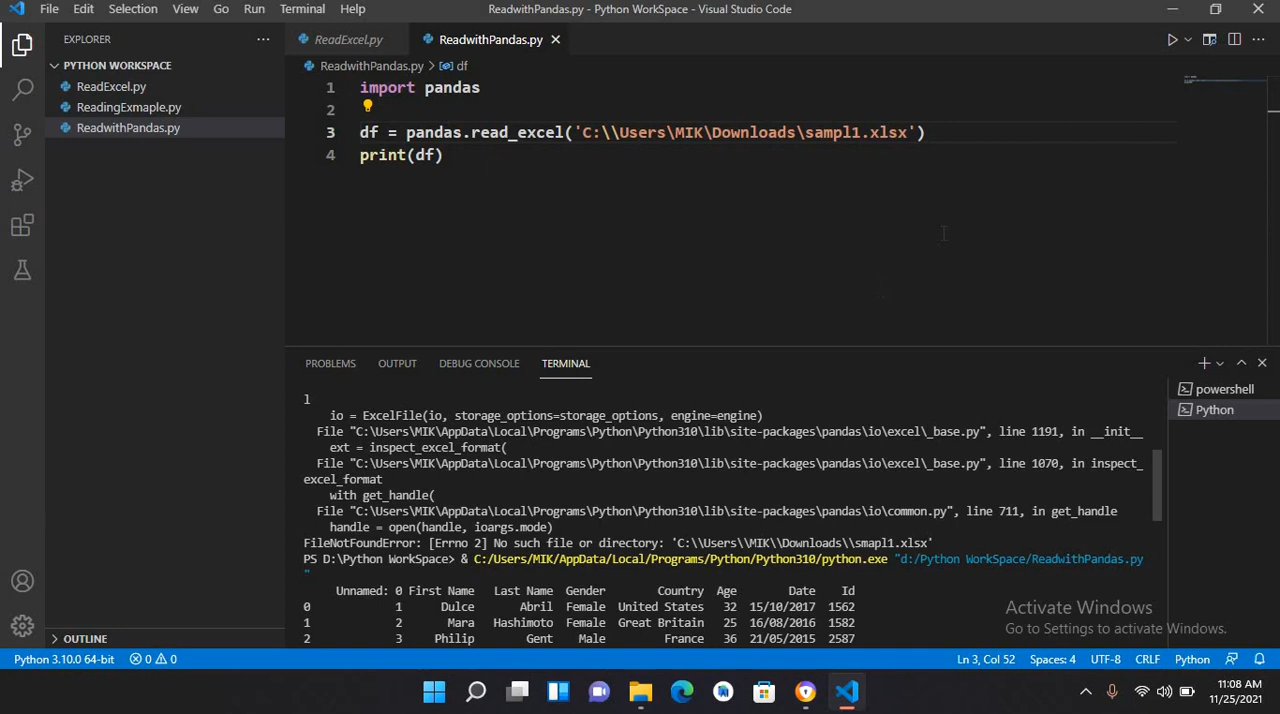 File Edit Selection View Go Run Terminal Help
ReadwithPandas.py - Python WorkSpace - Visual Studio Code
EXPLORER
PYTHON WORKSPACE
ReadExcel.py
ReadingExmaple.py
ReadwithPandas.py
OUTLINE
ReadExcel.py
ReadwithPandas.py
ReadwithPandas.py > df
1 import pandas
2
3 df = pandas.read_excel('C:\\Users\MIK\Downloads\sampl1.xlsx')
4 print(df)
PROBLEMS OUTPUT DEBUG CONSOLE TERMINAL
powershell
Python
l
io = ExcelFile(io, storage_options=storage_options, engine=engine)
File "C:\Users\MIK\AppData\Local\Programs\Python\Python310\lib\site-packages\pandas\io\excel\_base.py", line 1191, in __init__
ext = inspect_excel_format(
File "C:\Users\MIK\AppData\Local\Programs\Python\Python310\lib\site-packages\pandas\io\excel\_base.py", line 1070, in inspect_
excel_format
with get_handle(
File "C:\Users\MIK\AppData\Local\Programs\Python\Python310\lib\site-packages\pandas\io\common.py", line 711, in get_handle
handle = open(handle, ioargs.mode)
FileNotFoundError: [Errno 2] No such file or directory: 'C:\\Users\\MIK\\Downloads\\smapl1.xlsx'
PS D:\Python WorkSpace> & C:/Users/MIK/AppData/Local/Programs/Python/Python310/python.exe "d:/Python WorkSpace/ReadwithPandas.py
"
Unnamed: 0 First Name Last Name Gender Country Age Date Id
0 1 Dulce Abril Female United States 32 15/10/2017 1562
1 2 Mara Hashimoto Female Great Britain 25 16/08/2016 1582
2 3 Philip Gent Male France 36 21/05/2015 2587
Activate Windows
Go to Settings to activate Windows.
Python 3.10.0 64-bit 0 0 Ln 3, Col 52 Spaces: 4 UTF-8 CRLF Python
11:08 AM
11/25/2021